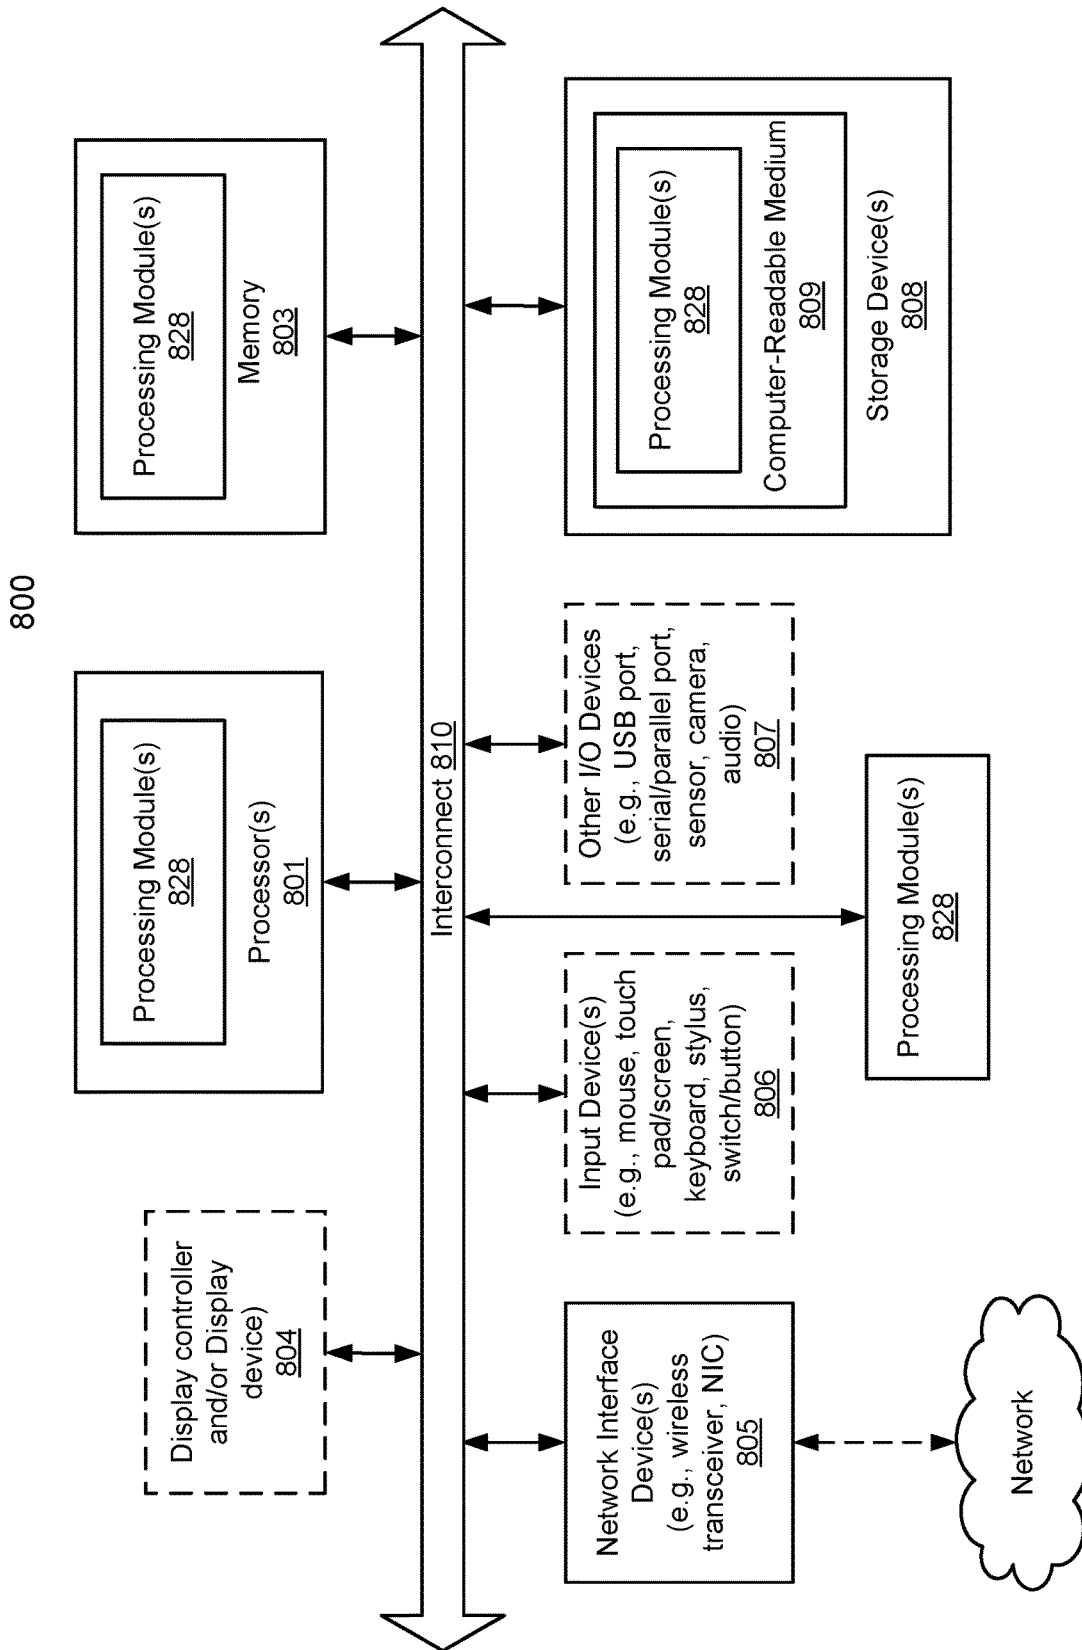 800
Display controller
and/or Display
device)
804
Processing Module(s)
828
Processor(s)
801
Processing Module(s)
828
Memory
803
Interconnect 810
Network Interface
Device(s)
(e.g., wireless
transceiver, NIC)
805
Input Device(s)
(e.g., mouse, touch
pad/screen,
keyboard, stylus,
switch/button)
806
Other I/O Devices
(e.g., USB port,
serial/parallel port,
sensor, camera,
audio)
807
Processing Module(s)
828
Computer-Readable Medium
809
Storage Device(s)
808
Processing Module(s)
828
Network